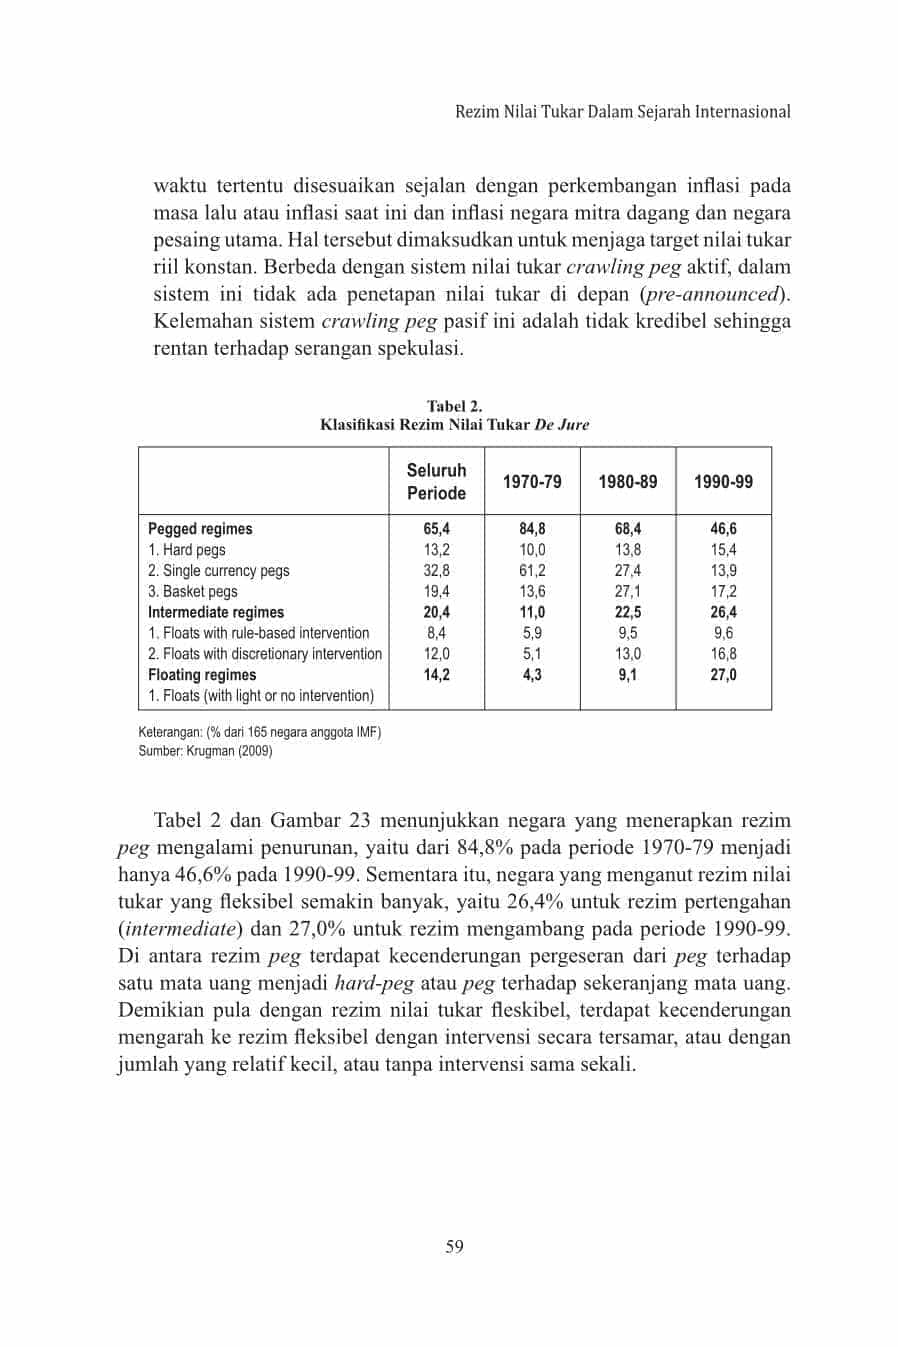 Rezim Nilai Tukar Dalam Sejarah Internasional
waktu tertentu disesuaikan sejalan dengan perkembangan inflasi pada
masa lalu atau inflasi saat ini dan inflasi negara mitra dagang dan negara
pesaing utama. Hal tersebut dimaksudkan untuk menjaga target nilai tukar
riil konstan. Berbeda dengan sistem nilai tukar crawling peg aktif, dalam
sistem ini tidak ada penetapan nilai tukar di depan (pre-announced).
Kelemahan sistem crawling peg pasif ini adalah tidak kredibel sehingga
rentan terhadap serangan spekulasi.
Tabel 2.
Klasifikasi Rezim Nilai Tukar De Jure
Seluruh Periode 1970-79 1980-89 1990-99
Pegged regimes 65,4 84,8 68,4 46,6
1. Hard pegs 13,2 10,0 13,8 15,4
2. Single currency pegs 32,8 61,2 27,4 13,9
3. Basket pegs 19,4 13,6 27,1 17,2
Intermediate regimes 20,4 11,0 22,5 26,4
1. Floats with rule-based intervention 8,4 5,9 9,5 9,6
2. Floats with discretionary intervention 12,0 5,1 13,0 16,8
Floating regimes 14,2 4,3 9,1 27,0
1. Floats (with light or no intervention)
Keterangan: (% dari 165 negara anggota IMF)
Sumber: Krugman (2009)
Tabel 2 dan Gambar 23 menunjukkan negara yang menerapkan rezim
peg mengalami penurunan, yaitu dari 84,8% pada periode 1970-79 menjadi
hanya 46,6% pada 1990-99. Sementara itu, negara yang menganut rezim nilai
tukar yang fleksibel semakin banyak, yaitu 26,4% untuk rezim pertengahan
(intermediate) dan 27,0% untuk rezim mengambang pada periode 1990-99.
Di antara rezim peg terdapat kecenderungan pergeseran dari peg terhadap
satu mata uang menjadi hard-peg atau peg terhadap sekeranjang mata uang.
Demikian pula dengan rezim nilai tukar fleskibel, terdapat kecenderungan
mengarah ke rezim fleksibel dengan intervensi secara tersamar, atau dengan
jumlah yang relatif kecil, atau tanpa intervensi sama sekali.
59